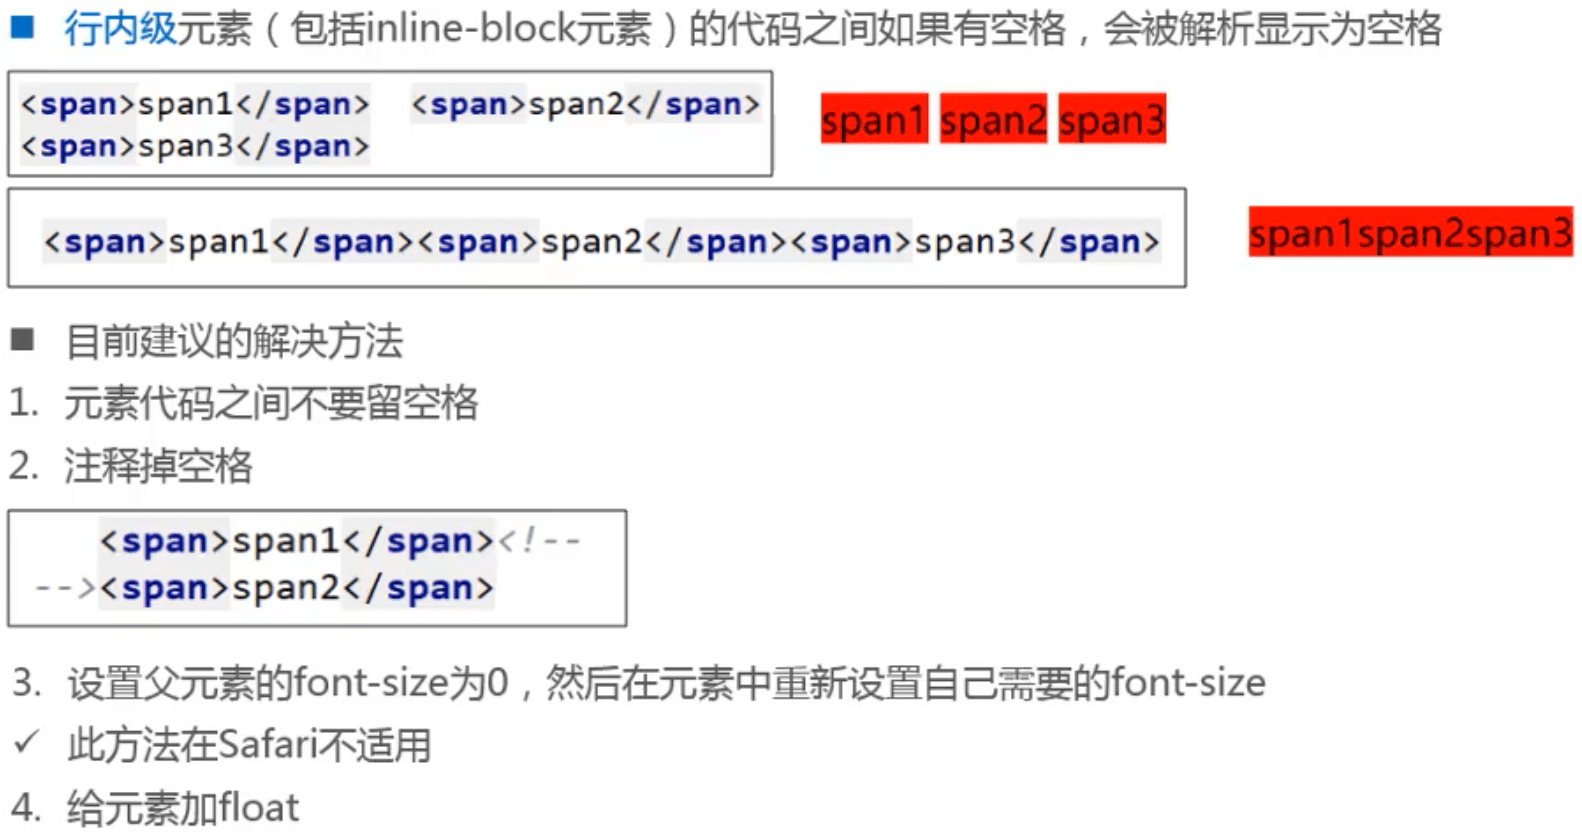 ■ 行内级元素（包括inline-block元素）的代码之间如果有空格，会被解析显示为空格
<span>span1</span>  <span>span2</span>
<span>span3</span>
span1 span2 span3
<span>span1</span><span>span2</span><span>span3</span>
span1span2span3
■ 目前建议的解决方法
1. 元素代码之间不要留空格
2. 注释掉空格
<span>span1</span><!--
--><span>span2</span>
3. 设置父元素的font-size为0，然后在元素中重新设置自己需要的font-size
✓ 此方法在Safari不适用
4. 给元素加float